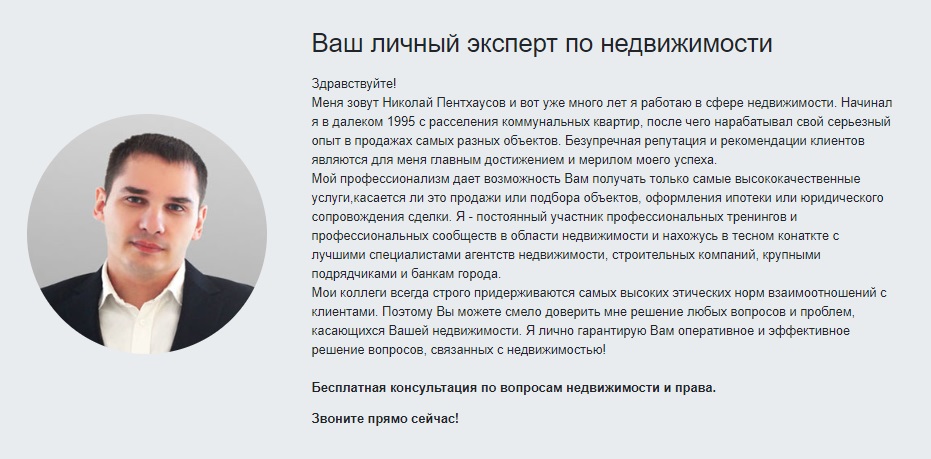 Ваш личный эксперт по недвижимости
Здравствуйте!
Меня зовут Николай Пентхаусов и вот уже много лет я работаю в сфере недвижимости. Начинал
я в далеком 1995 с расселения коммунальных квартир, после чего нарабатывал свой серьезный
опыт в продажах самых разных объектов. Безупречная репутация и рекомендации клиентов
являются для меня главным достижением и мерилом моего успеха.
Мой профессионализм дает возможность Вам получать только самые высококачественные
услуги,касается ли это продажи или подбора объектов, оформления ипотеки или юридического
сопровождения сделки. Я - постоянный участник профессиональных тренингов и
профессиональных сообществ в области недвижимости и нахожусь в тесном конаткте с
лучшими специалистами агентств недвижимости, строительных компаний, крупными
подрядчиками и банкам города.
Мои коллеги всегда строго придерживаются самых высоких этических норм взаимоотношений с
клиентами. Поэтому Вы можете смело доверить мне решение любых вопросов и проблем,
касающихся Вашей недвижимости. Я лично гарантирую Вам оперативное и эффективное
решение вопросов, связанных с недвижимостью!
Бесплатная консультация по вопросам недвижимости и права.
Звоните прямо сейчас!